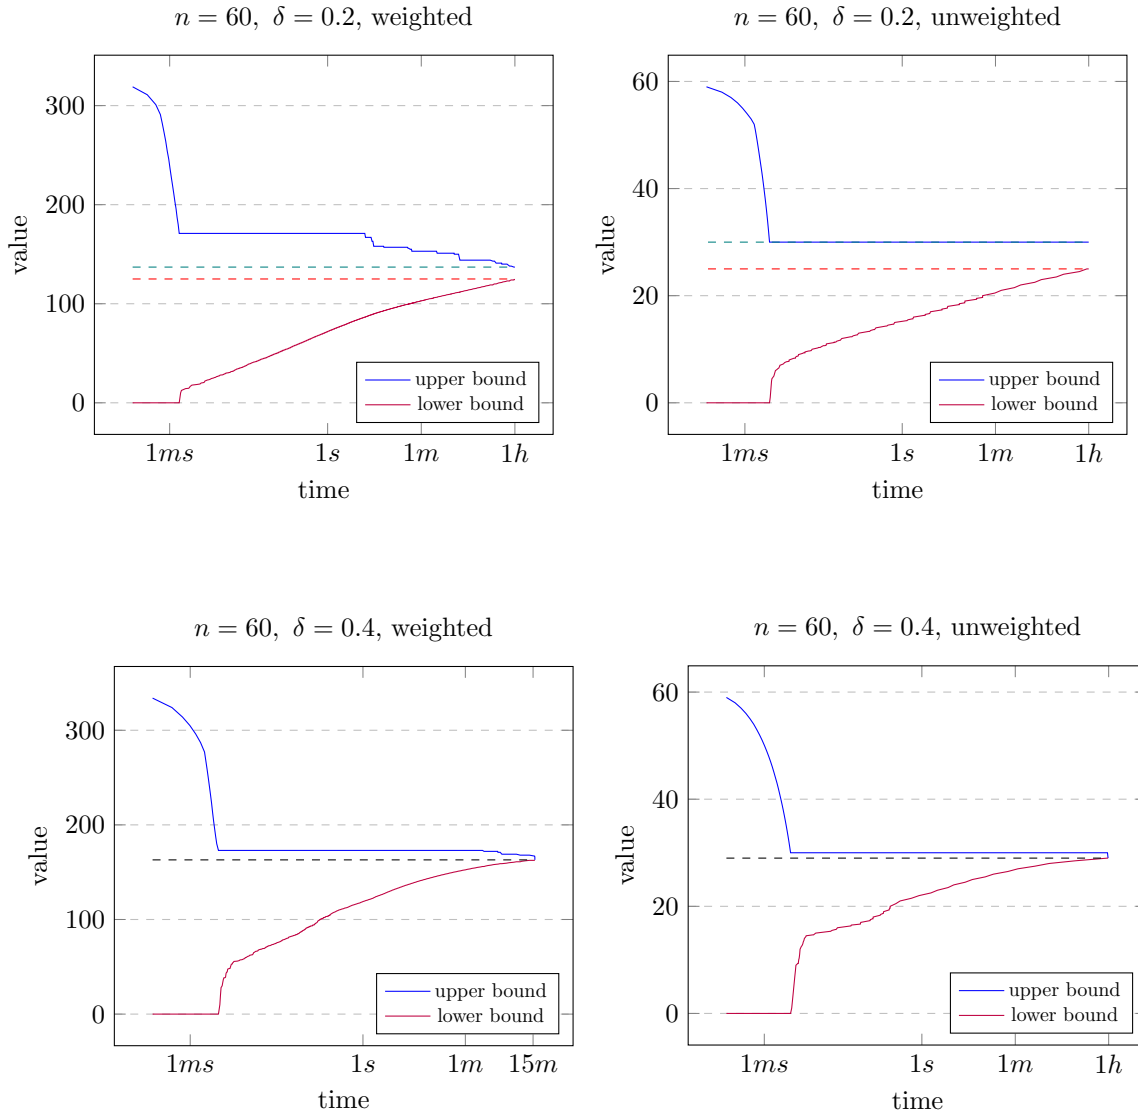 n = 60, δ = 0.2, weighted
300
200
100
0
value
upper bound
lower bound
1ms 1s 1m 1h
time
n = 60, δ = 0.2, unweighted
60
40
20
0
value
upper bound
lower bound
1ms 1s 1m 1h
time
n = 60, δ = 0.4, weighted
300
200
100
0
value
upper bound
lower bound
1ms 1s 1m 15m
time
n = 60, δ = 0.4, unweighted
60
40
20
0
value
upper bound
lower bound
1ms 1s 1m 1h
time